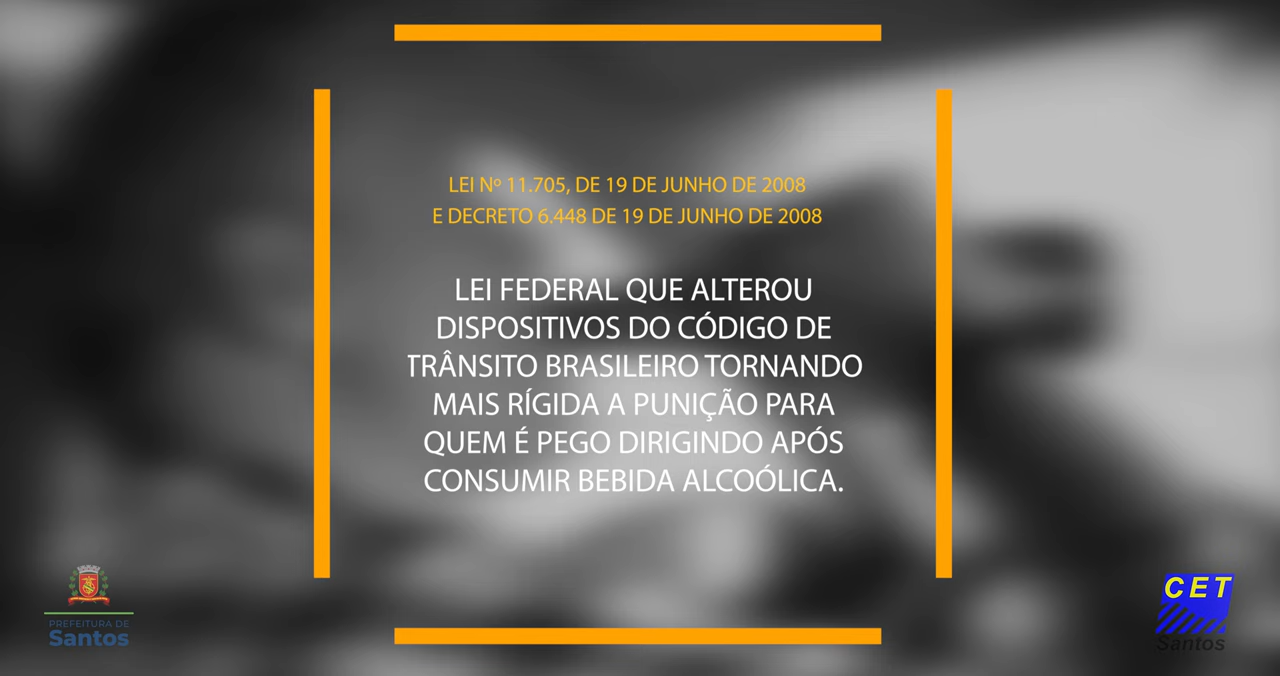 LEI Nº 11.705, DE 19 DE JUNHO DE 2008
E DECRETO 6.448 DE 19 DE JUNHO DE 2008
LEI FEDERAL QUE ALTEROU
DISPOSITIVOS DO CÓDIGO DE
TRÂNSITO BRASILEIRO TORNANDO
MAIS RÍGIDA A PUNIÇÃO PARA
QUEM É PEGO DIRIGINDO APÓS
CONSUMIR BEBIDA ALCOÓLICA.
PREFEITURA DE
Santos
CET
Santos